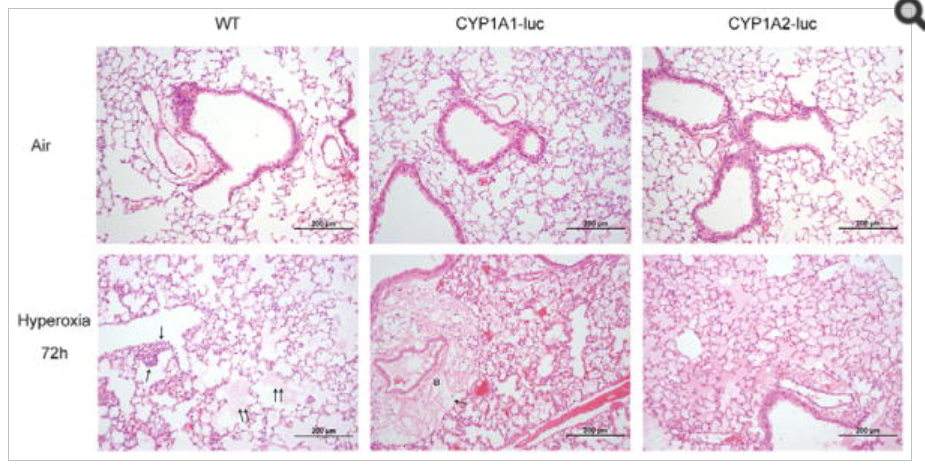 WT CYP1A1-luc CYP1A2-luc
Air
200 µm 200 µm 200 µm
Hyperoxia
72h
e
200 µm 200 µm 200 µm